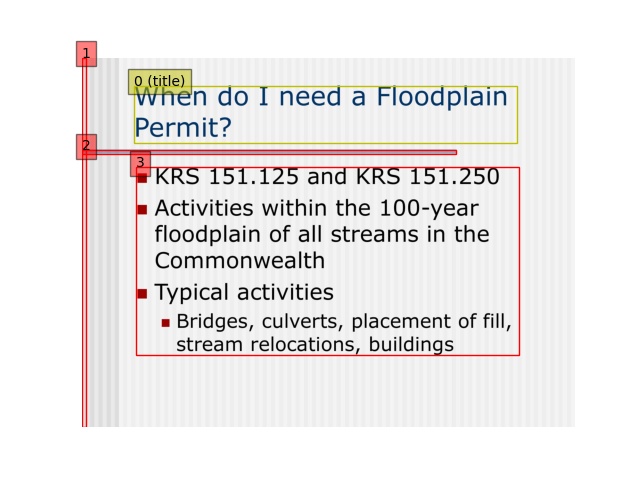 1
0 (title)
When do I need a Floodplain
Permit?
2
3
KRS 151.125 and KRS 151.250
Activities within the 100-year
floodplain of all streams in the
Commonwealth
Typical activities
Bridges, culverts, placement of fill,
stream relocations, buildings